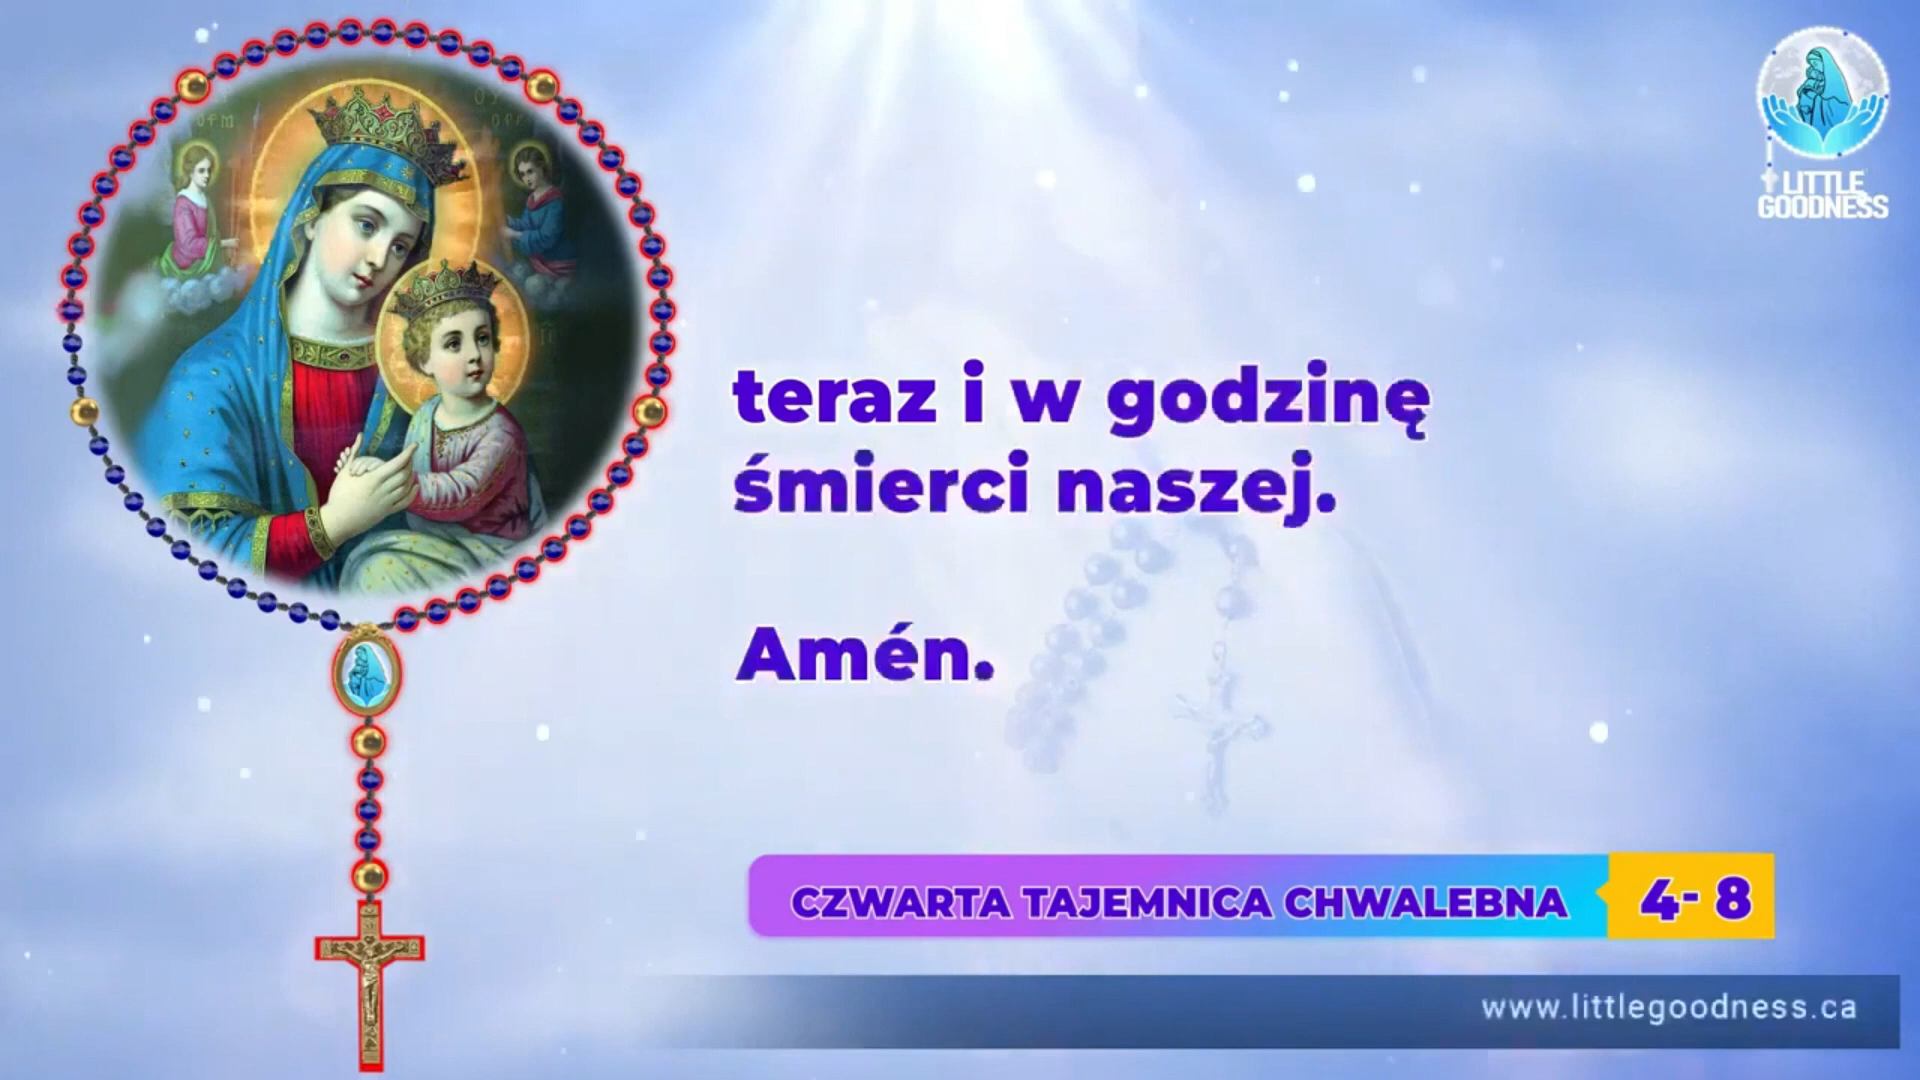 LITTLE
GOODNESS
teraz i w godzinę
śmierci naszej.
Amén.
CZWARTA TAJEMNICA CHWALEBNA 4- 8
www.littlegoodness.ca